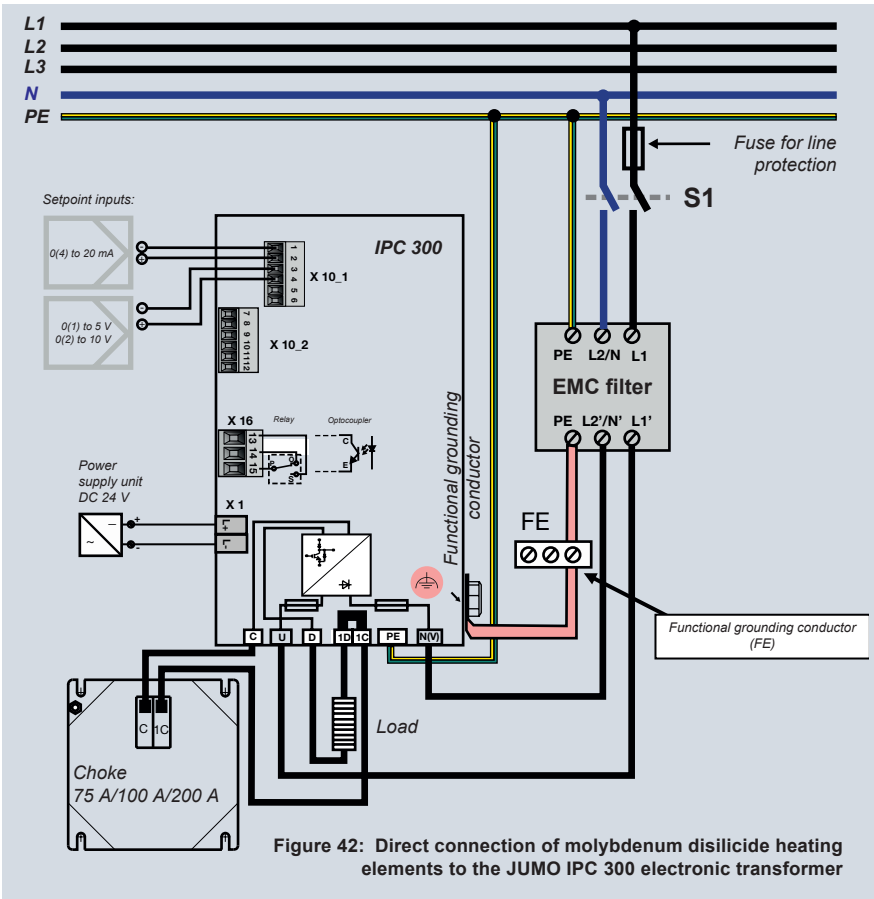 L1
L2
L3
N
PE
Fuse for line
protection
S1
Setpoint inputs:
0(4) to 20 mA
-
+
0(1) to 5 V
0(2) to 10 V
-
+
IPC 300
1
2
3
4
5
6
X 10_1
7
8
9
10
11
12
X 10_2
X 16
Relay
Optocoupler
13
14
15
P
Ö
S
C
E
Functional grounding
conductor
PE L2/N L1
EMC filter
PE L2'/N' L1'
Power
supply unit
DC 24 V
–
~
+
-
X 1
L+
L-
FE
Functional grounding conductor
(FE)
C U D 1D 1C PE N(V)
Load
C 1C
Choke
75 A/100 A/200 A
Figure 42: Direct connection of molybdenum disilicide heating
elements to the JUMO IPC 300 electronic transformer